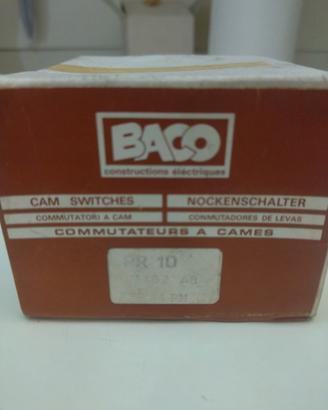 BACO
constructions électriques
CAM SWITCHES
NOCKENSCHALTER
COMMUTATORI A CAM
CONMUTADORES DE LEVAS
COMMUTATEURS A CAMES
PR 10